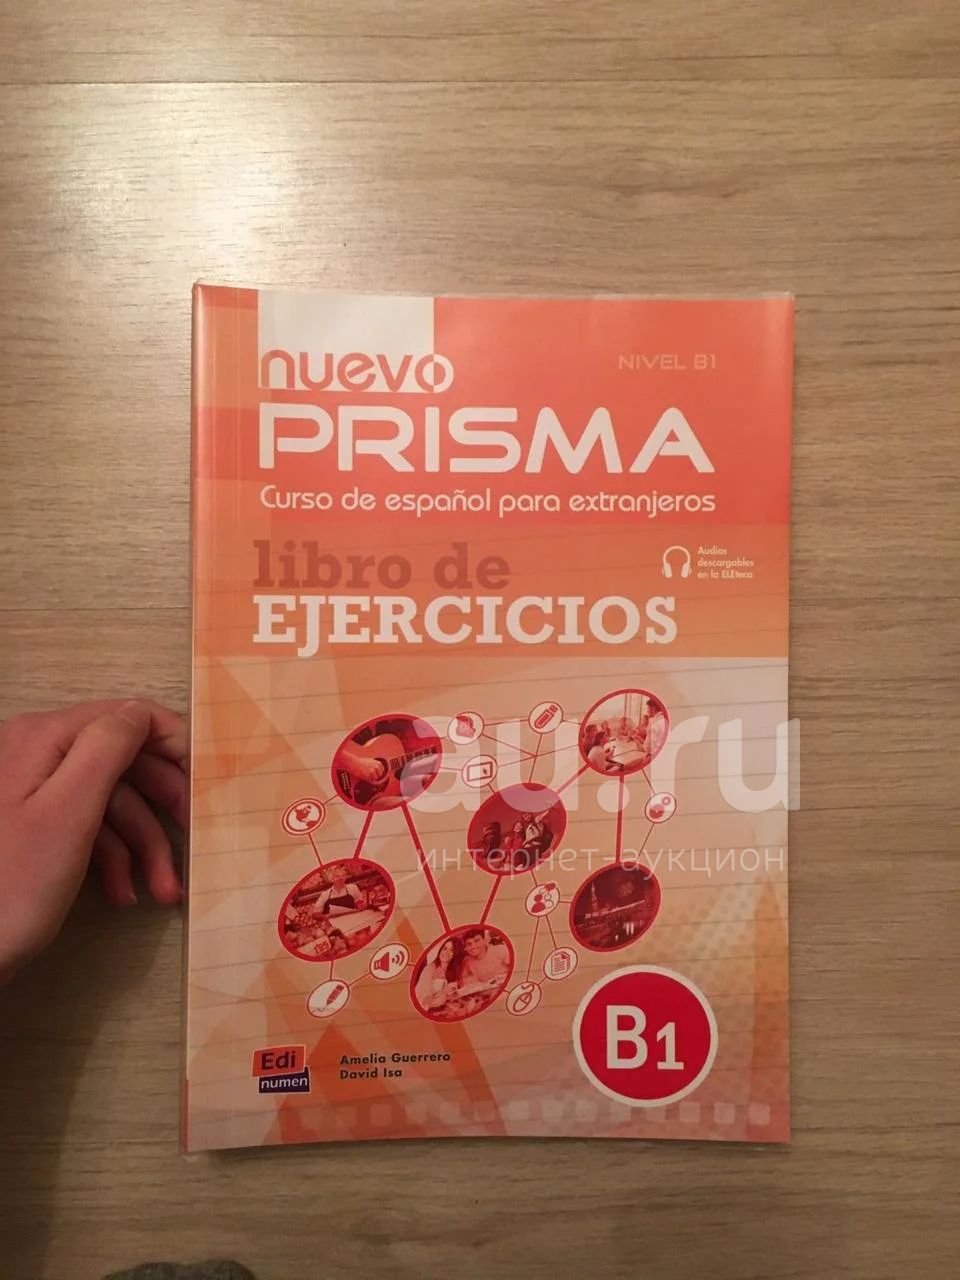 nuevo
NIVEL B1
PRISMA
Curso de español para extranjeros
libro de
EJERCICIOS
Audios
descargables
en la ELEteca
au.ru
интернет-аукцион
B1
Edi
numen
Amelia Guerrero
David Isa